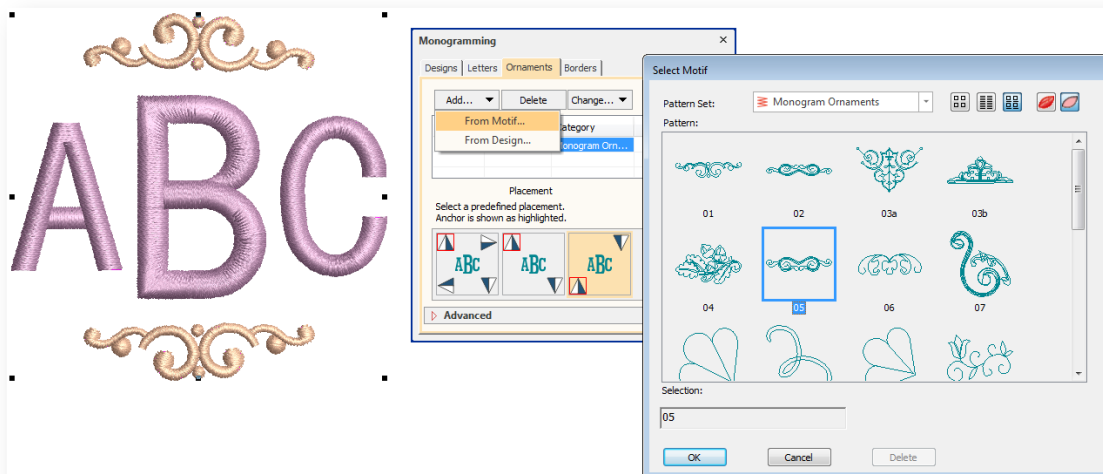 ABC
Monogramming
Designs Letters Ornaments Borders
Add... Delete Change...
From Motif...
From Design...
ategory
onogram Orn...
Placement
Select a predefined placement.
Anchor is shown as highlighted.
ABC ABC ABC
Advanced
Select Motif
Pattern Set: Monogram Ornaments
Pattern:
01 02 03a 03b
04 05 06 07
Selection:
05
OK Cancel Delete